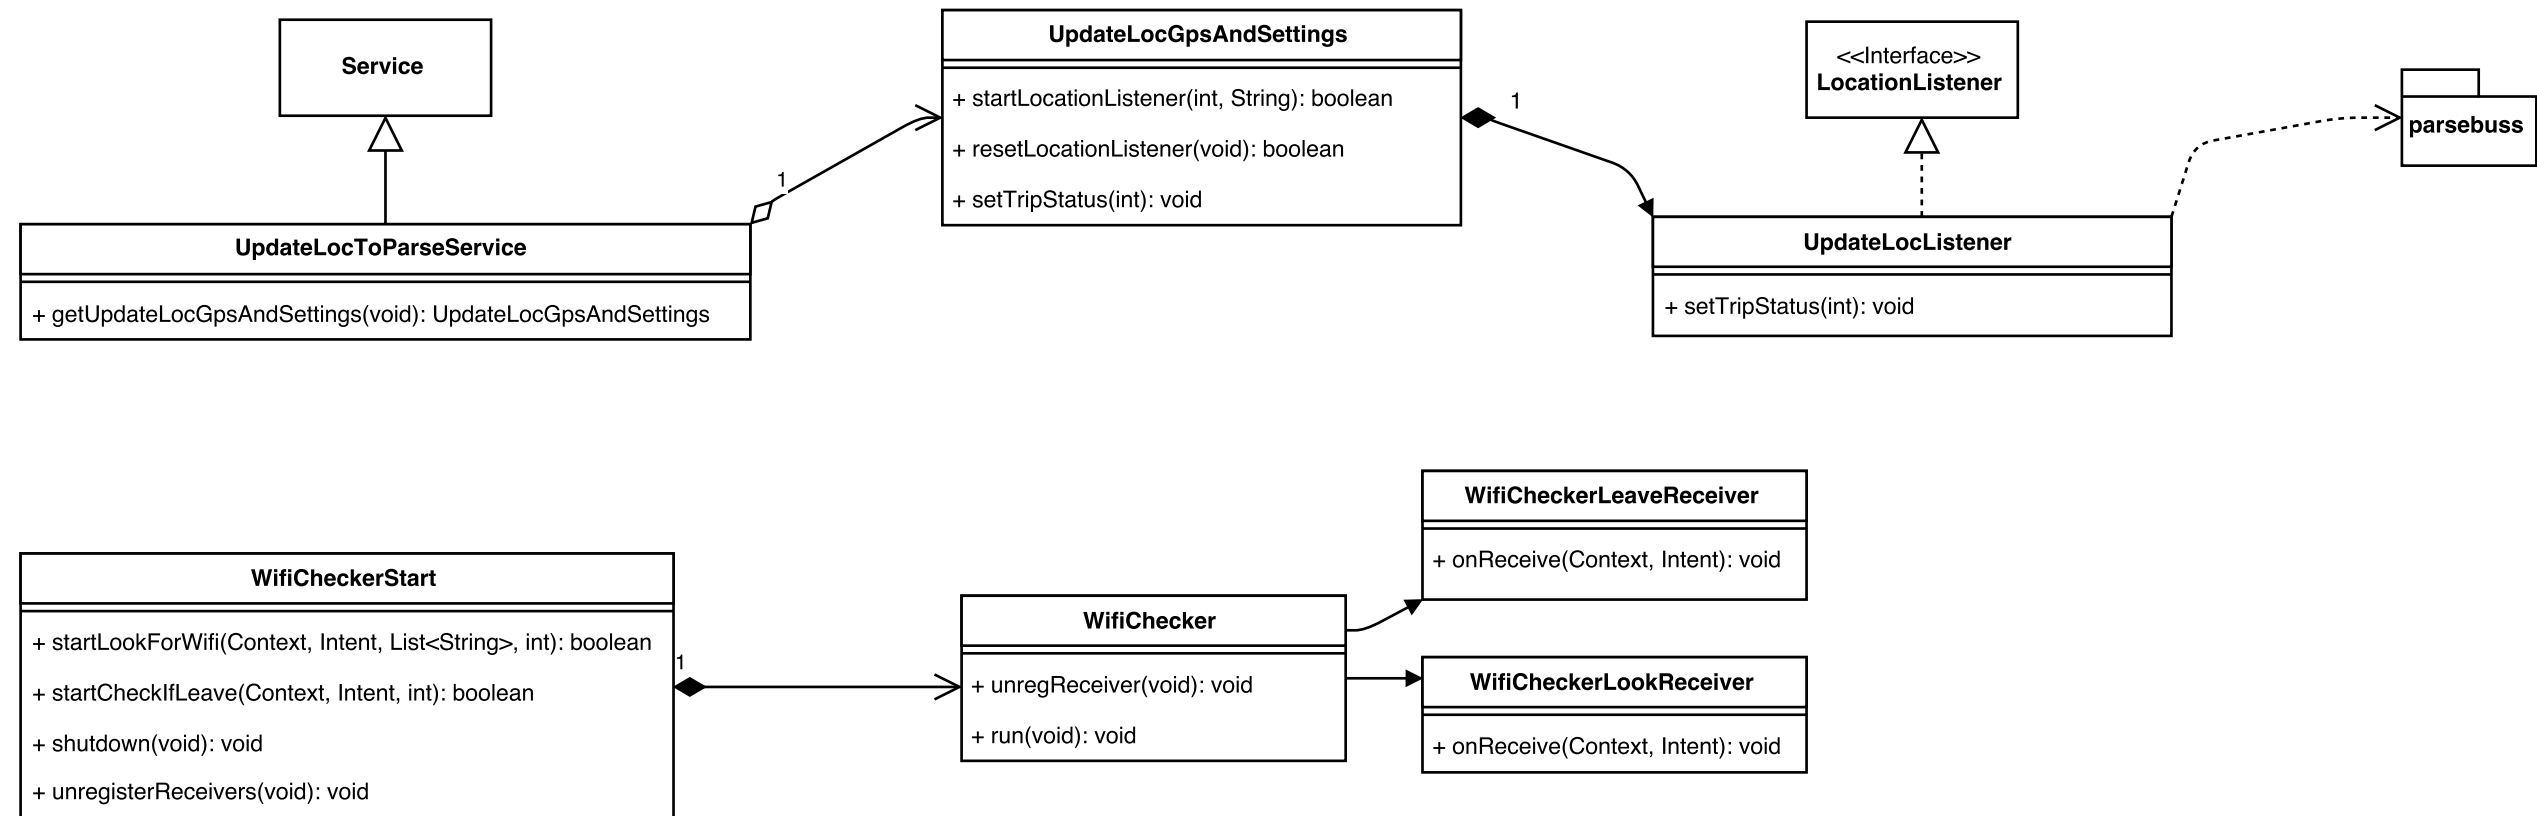 Service
UpdateLocToParseService
+ getUpdateLocGpsAndSettings(void): UpdateLocGpsAndSettings
1
UpdateLocGpsAndSettings
+ startLocationListener(int, String): boolean
+ resetLocationListener(void): boolean
+ setTripStatus(int): void
1
<<Interface>>
LocationListener
UpdateLocListener
+ setTripStatus(int): void
parsebuss
WifiCheckerStart
+ startLookForWifi(Context, Intent, List<String>, int): boolean
+ startCheckIfLeave(Context, Intent, int): boolean
+ shutdown(void): void
+ unregisterReceivers(void): void
1
WifiChecker
+ unregReceiver(void): void
+ run(void): void
WifiCheckerLeaveReceiver
+ onReceive(Context, Intent): void
WifiCheckerLookReceiver
+ onReceive(Context, Intent): void